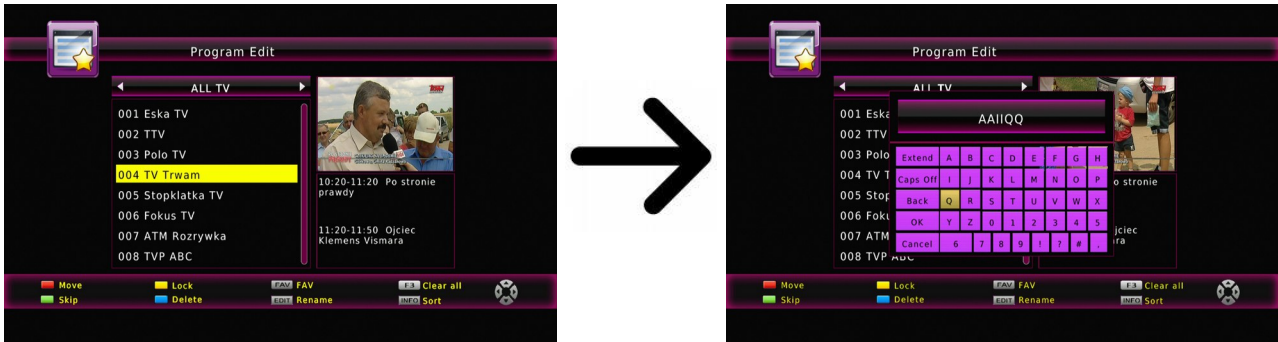 Program Edit
ALL TV
001 Eska TV
002 TTV
003 Polo TV
004 TV Trwam
005 Stopklatka TV
006 Fokus TV
007 ATM Rozrywka
008 TVP ABC
10:20-11:20 Po stronie
prawdy
11:20-11:50 Ojciec
Klemens Vismara
Move
Lock
FAV FAV
F3 Clear all
Skip
Delete
EDIT Rename
INFO Sort
Program Edit
ALL TV
001 Eska
002 TTV
003 Polo
004 TV T
005 Stop
006 Foku
007 ATM
008 TVP ABC
AAIIQQ
Extend A B C D E F G H
Caps Off I J K L M N O P
Back Q R S T U V W X
OK Y Z 0 1 2 3 4 5
Cancel 6 7 8 9 ! ? # .
o stronie
jciec
ra
Move
Lock
FAV FAV
F3 Clear all
Skip
Delete
EDIT Rename
INFO Sort